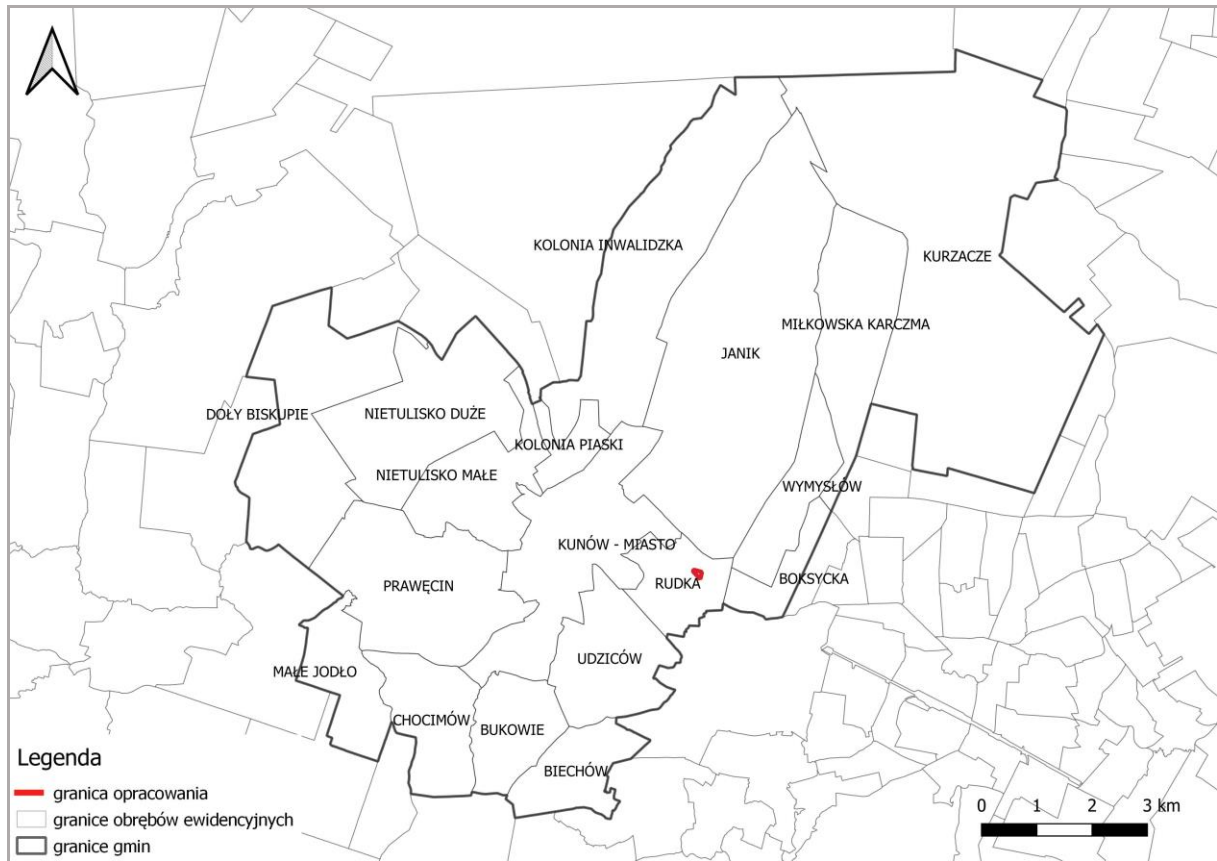 KOLONIA INWALIDZKA
KURZACZE
MIŁKOWSKA KARCZMA
JANIK
DOŁY BISKUPIE
NIETULISKO DUŻE
KOLONIA PIASKI
NIETULISKO MAŁE
WYMYSŁÓW
KUNÓW - MIASTO
BOKSYCKA
RUDKA
PRAWĘCIN
UDZICÓW
MAŁE JODŁO
CHOCIMÓW
BUKOWIE
BIECHÓW
Legenda
granica opracowania
granice obrębów ewidencyjnych
granice gmin
0 1 2 3 km